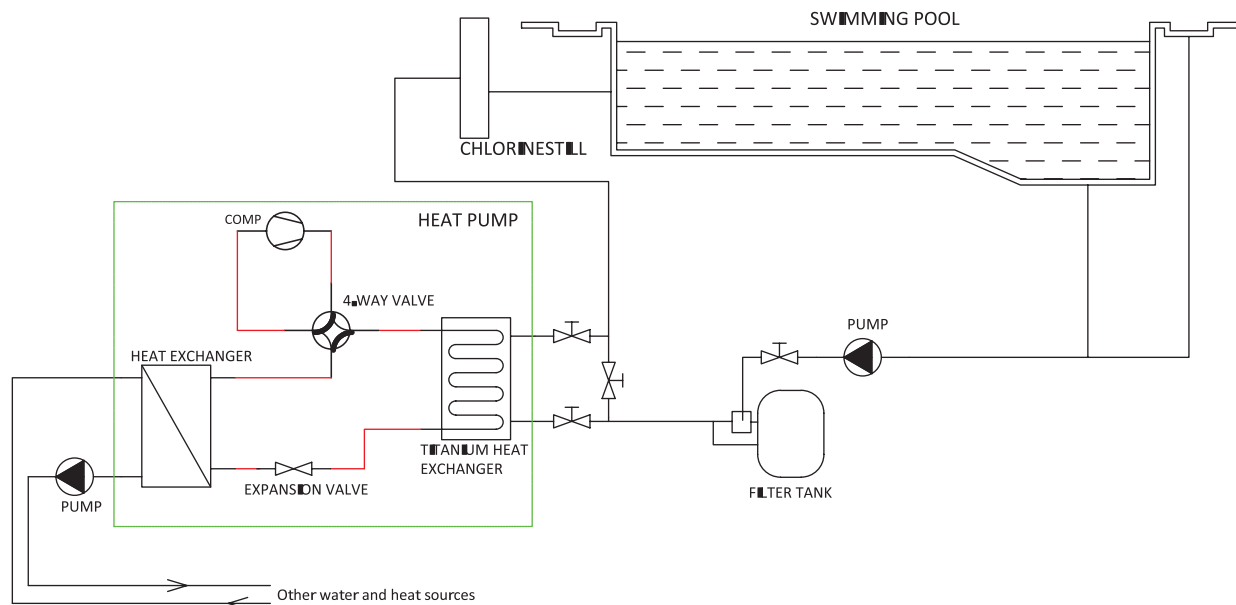 SWIMMING POOL
CHLORINESTILL
HEAT PUMP
COMP
4-WAY VALVE
PUMP
HEAT EXCHANGER
TITANIUM HEAT
EXCHANGER
EXPANSION VALVE
FILTER TANK
PUMP
Other water and heat sources